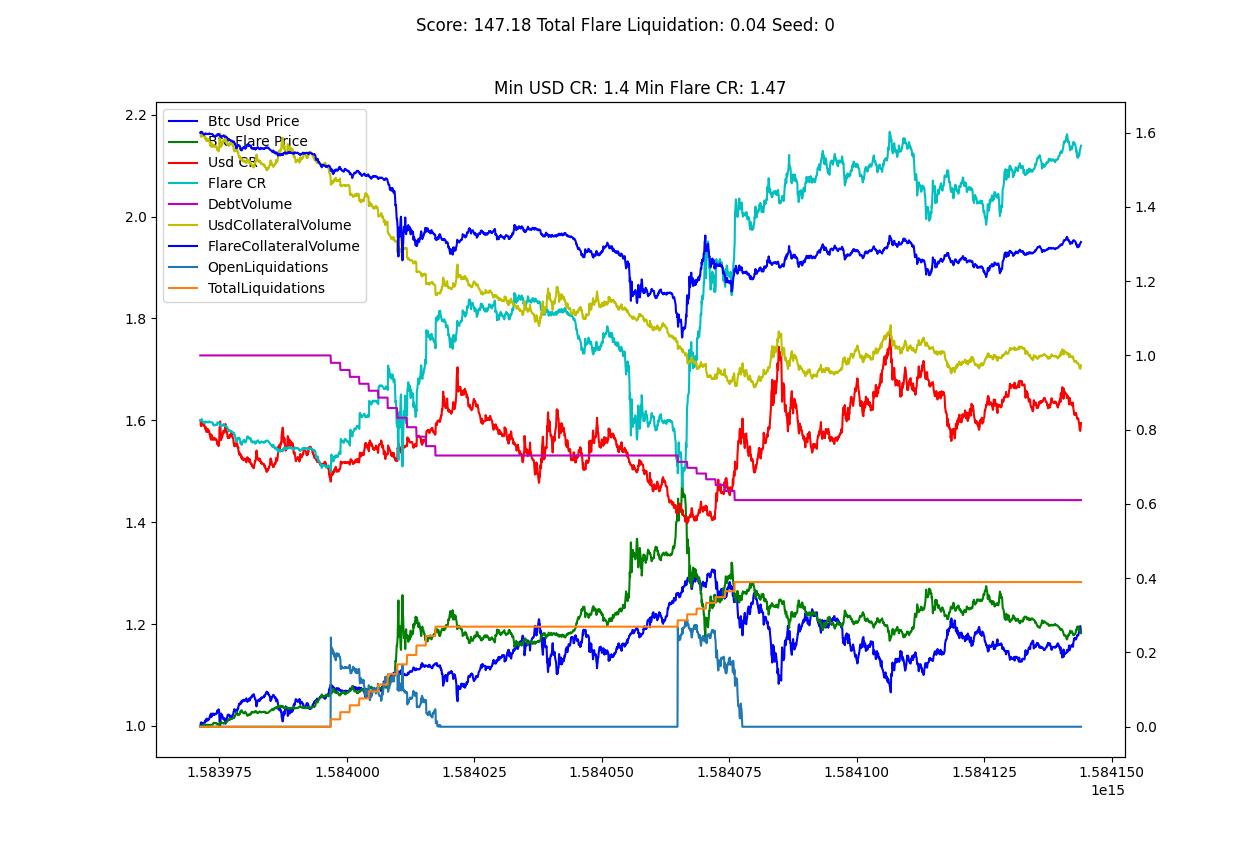 Score: 147.18 Total Flare Liquidation: 0.04 Seed: 0
Min USD CR: 1.4 Min Flare CR: 1.47
Btc Usd Price
Btc Flare Price
Usd CR
Flare CR
DebtVolume
UsdCollateralVolume
FlareCollateralVolume
OpenLiquidations
TotalLiquidations
2.2
2.0
1.8
1.6
1.4
1.2
1.0
1.6
1.4
1.2
1.0
0.8
0.6
0.4
0.2
0.0
1.583975
1.584000
1.584025
1.584050
1.584075
1.584100
1.584125
1.584150
1e15